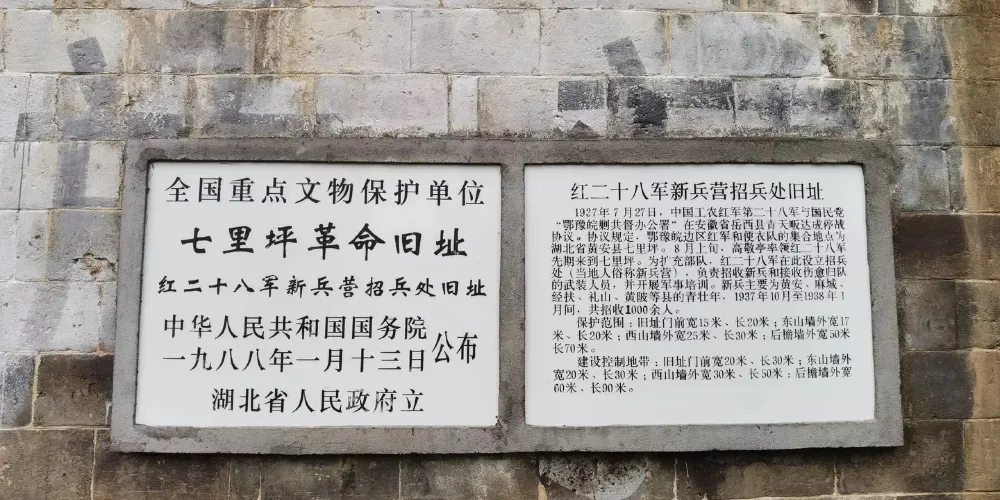 全国重点文物保护单位
七里坪革命旧址
红二十八军新兵营招兵处旧址
中华人民共和国国务院
一九八八年一月十三日
公布
湖北省人民政府立
红二十八军新兵营招兵处旧址
1937年7月27日，中国工农红军第二十八军与国民党
“鄂豫皖剿共督办公署”在安徽省岳西县青天畈达成停战
协议。协议规定，鄂豫皖边区红军和便衣队的集合地点为
湖北省黄安县七里坪。8月上旬，高敬亭率领红二十八军
先期来到七里坪。为扩充部队，红二十八军在此设立招兵
处（当地人俗称新兵营），负责招收新兵和接收伤愈归队
的武装人员，并开展军事培训。新兵主要为黄安、麻城、
经扶、礼山、黄陂等县的青壮年，1937年10月至1938年1
月间，共招收1000余人。
保护范围：旧址门前宽15米、长20米；东山墙外宽17
米、长20米；西山墙外宽25米、长30米；后檐墙外宽50米
长70米。
建设控制地带：旧址门前宽20米、长30米；东山墙外
宽20米、长30米；西山墙外宽30米、长50米；后檐墙外宽
60米、长90米。